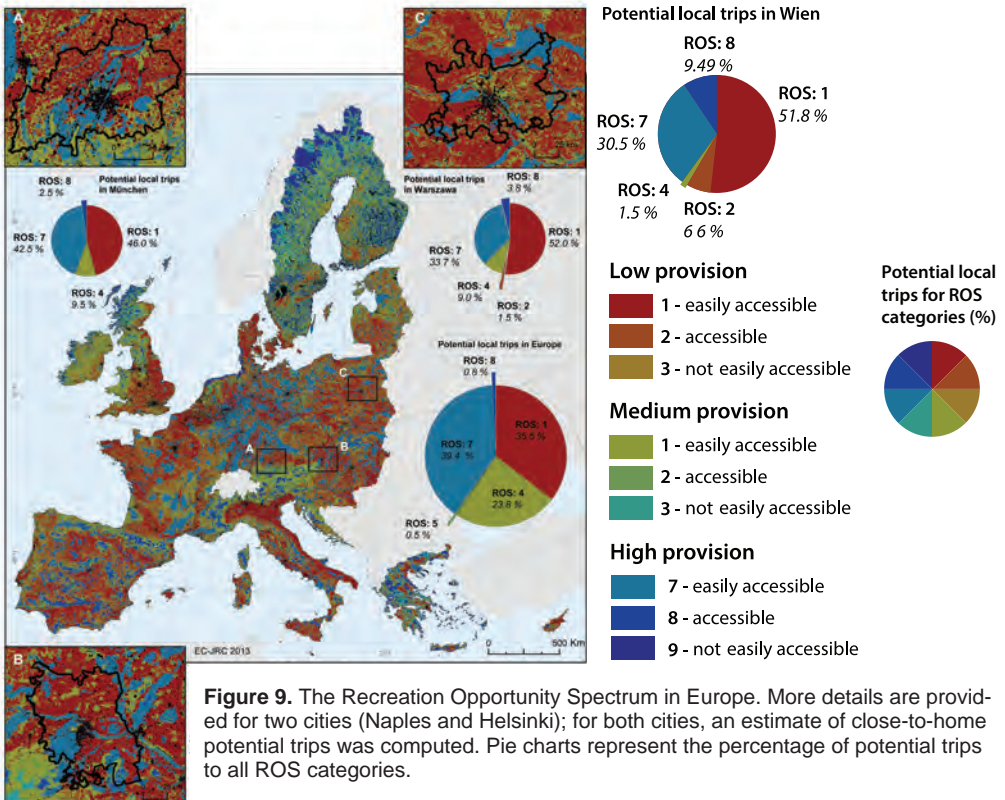 A
C
Potential local trips in Wien
ROS: 8
9.49 %
ROS: 1
51.8 %
ROS: 7
30.5 %
ROS: 4
1.5 %
ROS: 2
6 6 %
Potential local trips
in München
ROS: 8
2.5 %
ROS: 7
42.5 %
ROS: 1
46.0 %
ROS: 4
9.5 %
Potential local trips
in Warszawa
ROS: 8
3.8 %
ROS: 7
33.7 %
ROS: 1
52.0 %
ROS: 4
9.0 %
ROS: 2
1.5 %
Potential local trips in Europe
ROS: 8
0.8 %
ROS: 1
35.5 %
ROS: 7
39.4 %
ROS: 4
23.8 %
ROS: 5
0.5 %
C
A
B
EC-JRC 2013
0
500 Km
Low provision
1 - easily accessible
2 - accessible
3 - not easily accessible
Medium provision
1 - easily accessible
2 - accessible
3 - not easily accessible
High provision
7 - easily accessible
8 - accessible
9 - not easily accessible
Potential local
trips for ROS
categories (%)
B
Figure 9. The Recreation Opportunity Spectrum in Europe. More details are provid-
ed for two cities (Naples and Helsinki); for both cities, an estimate of close-to-home
potential trips was computed. Pie charts represent the percentage of potential trips
to all ROS categories.